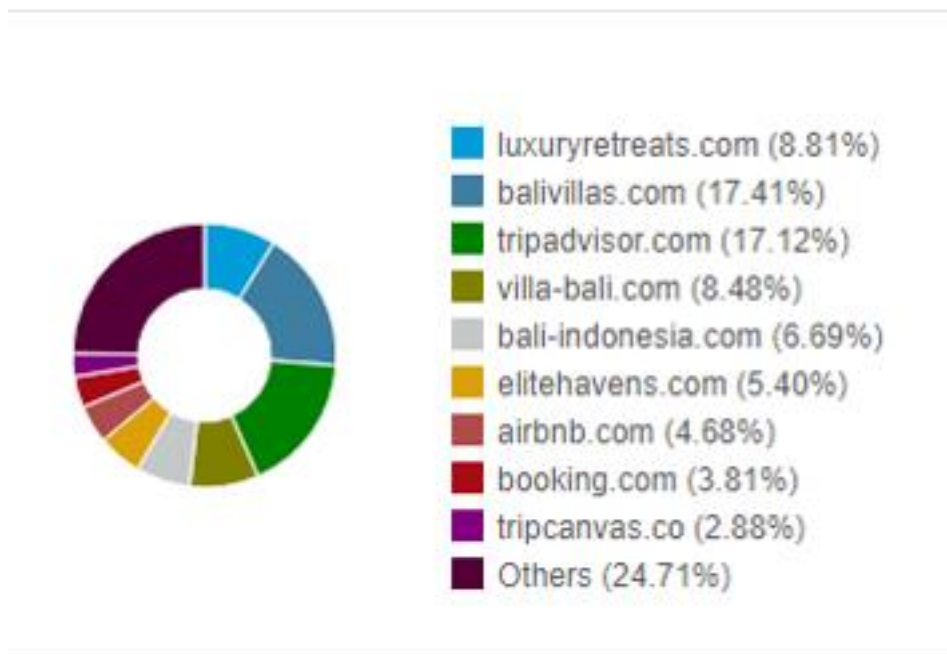 luxuryretreats.com (8.81%)
balivillas.com (17.41%)
tripadvisor.com (17.12%)
villa-bali.com (8.48%)
bali-indonesia.com (6.69%)
elitehavens.com (5.40%)
airbnb.com (4.68%)
booking.com (3.81%)
tripcanvas.co (2.88%)
Others (24.71%)